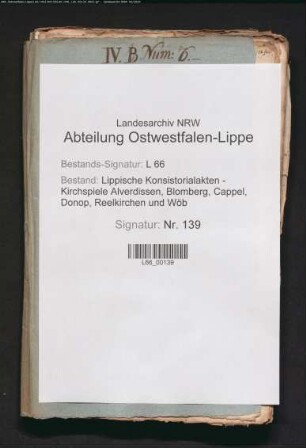 IV. B Num: 6.
Landesarchiv NRW
Abteilung Ostwestfalen-Lippe
Bestands-Signatur: L 66
Bestand: Lippische Konsistorialakten -
Kirchspiele Alverdissen, Blomberg, Cappel,
Donop, Reelkirchen und Wöb
Signatur: Nr. 139
L66_00139